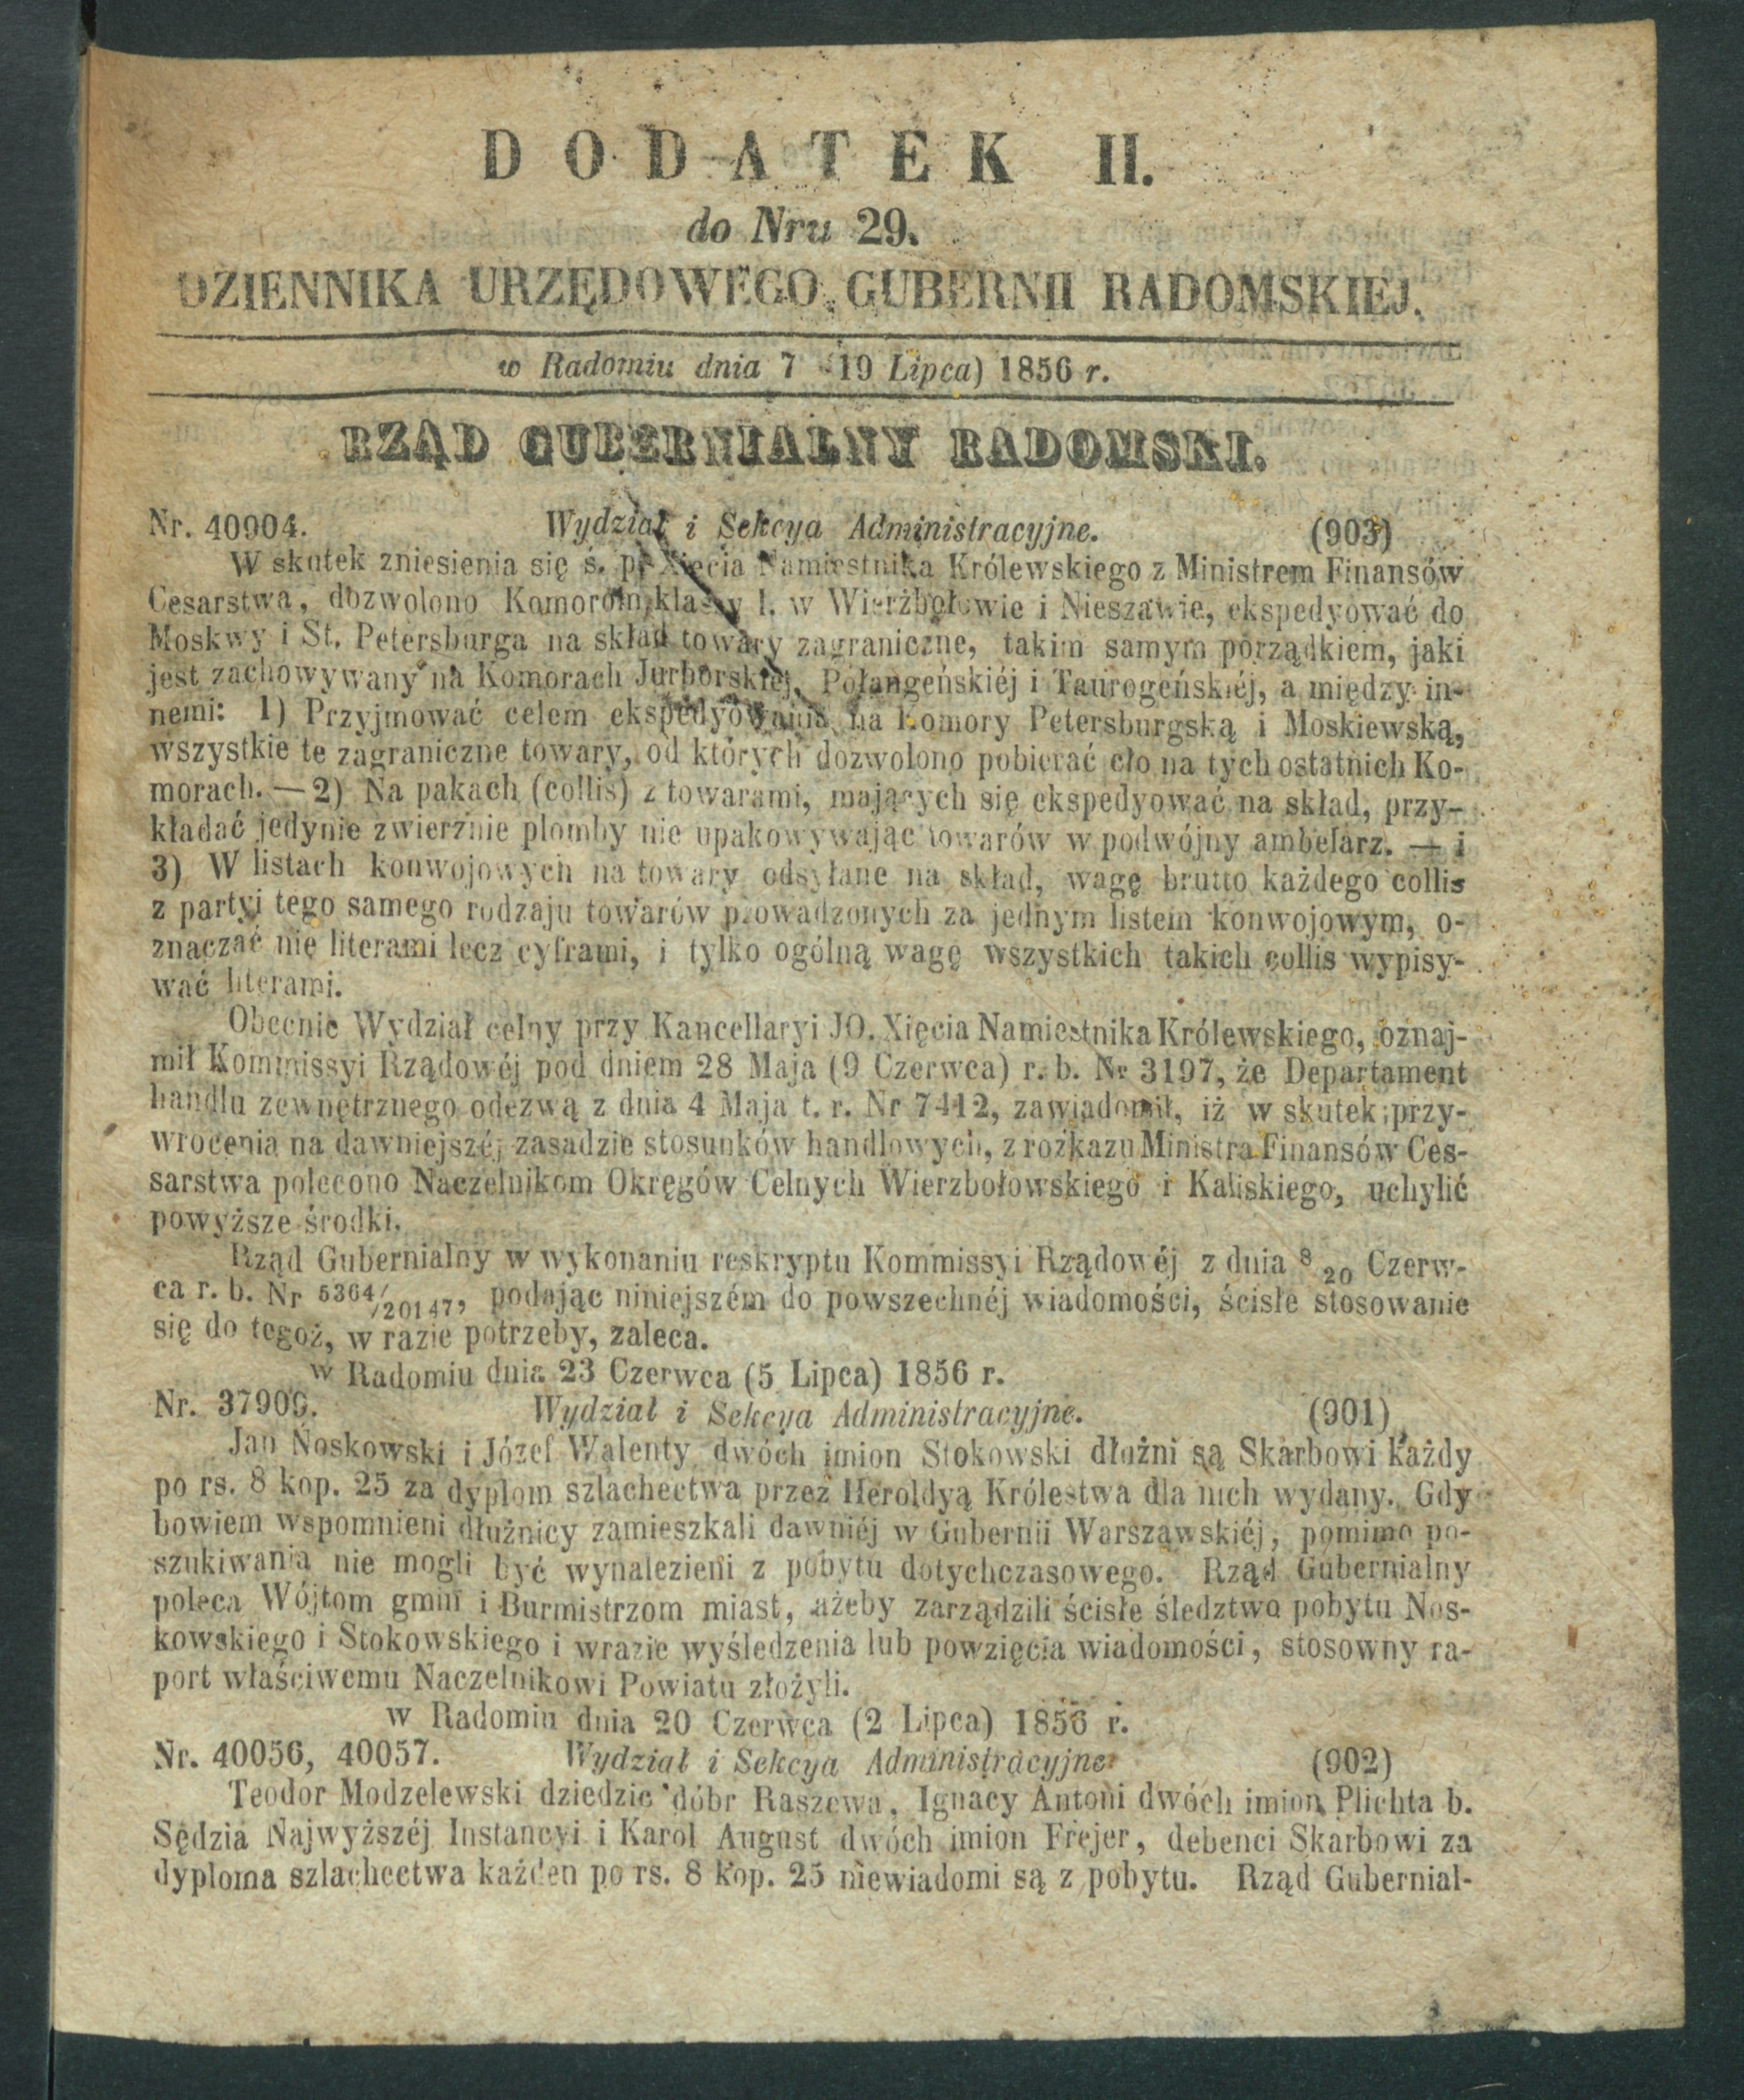 DODATEK II.
do Nru 29.
DZIENNIKA URZĘDOWEGO GUBERNII RADOMSKIEJ.
w Radomiu dnia 7 (19 Lipca) 1856 r.
RZĄD GUBERNIALNY RADOMSKI.
Nr. 40904. Wydział i Sekcya Administracyjne. (903)
W skutek zniesienia się ś. p. Xięcia Namiestnika Królewskiego z Ministrem Finansów
Cesarstwa, dozwolono Komorom klassy I. w Wierżbołowie i Nieszawie, ekspedyować do
Moskwy i St. Petersburga na skład towary zagraniczne, takim samym porządkiem, jaki
jest zachowywany na Komorach Jurborskiej, Połangeńskiéj i Taurogeńskiéj, a między in-
nemi: 1) Przyjmować celem ekspedyowania na Komory Petersburgską i Moskiewską,
wszystkie te zagraniczne towary, od których dozwolono pobierać cło na tych ostatnich Ko-
morach. — 2) Na pakach (collis) z towarami, mających się ekspedyować na skład, przy-
kładać jedynie zwierznie plomby nie upakowywając towarów w podwójny ambelarz. — i
3) W listach konwojowych na towary odsyłane na skład, wagę brutto każdego collis
z partyi tego samego rodzaju towarów prowadzonych za jednym listem konwojowym, o-
znaczać nie literami lecz cyframi, i tylko ogólną wagę wszystkich takich collis wypisy-
wać literami.
Obecnie Wydział celny przy Kancellaryi JO. Xięcia Namiestnika Królewskiego, oznaj-
mił Kommissyi Rządowéj pod dniem 28 Maja (9 Czerwca) r. b. Nr 3197, że Departament
handlu zewnętrznego odezwą z dnia 4 Maja t. r. Nr 7412, zawiadomił, iż w skutek przy-
wrocenia na dawniejszéj zasadzie stosunków handlowych, z rozkazu Ministra Finansów Ces-
sarstwa polecono Naczelnikom Okręgów Celnych Wierzbołowskiego i Kaliskiego, uchylić
powyższe środki.
Rząd Gubernialny w wykonaniu reskryptu Kommissyi Rządowéj z dnia 8/20 Czerw-
ca r. b. Nr 5364/20147, podając niniejszém do powszechnéj wiadomości, ścisłe stosowanie
się do tegoż, w razie potrzeby, zaleca.
w Radomiu dnia 23 Czerwca (5 Lipca) 1856 r.
Nr. 37900. Wydział i Sekcya Administracyjne. (901)
Jan Noskowski i Józef Walenty dwóch imion Stokowski dłużni są Skarbowi każdy
po rs. 8 kop. 25 za dyplom szlachectwa przez Heroldyą Królestwa dla nich wydany. Gdy
bowiem wspomnieni dłużnicy zamieszkali dawniéj w Gubernii Warszawskiéj, pomimo po-
szukiwania nie mogli być wynalezieni z pobytu dotychczasowego. Rząd Gubernialny
poleca Wójtom gmin i Burmistrzom miast, ażeby zarządzili ścisłe śledztwo pobytu Nos-
kowskiego i Stokowskiego i wrazie wyśledzenia lub powzięcia wiadomości, stosowny ra-
port właściwemu Naczelnikowi Powiatu złożyli.
w Radomiu dnia 20 Czerwca (2 Lipca) 1856 r.
Nr. 40056, 40057. Wydział i Sekcya Administracyjne. (902)
Teodor Modzelewski dziedzic dóbr Raszewa, Ignacy Antoni dwóch imion Plichta b.
Sędzia Najwyższéj Instancyi i Karol August dwóch imion Frejer, debenci Skarbowi za
dyploma szlachectwa każden po rs. 8 kop. 25 niewiadomi są z pobytu. Rząd Gubernial-